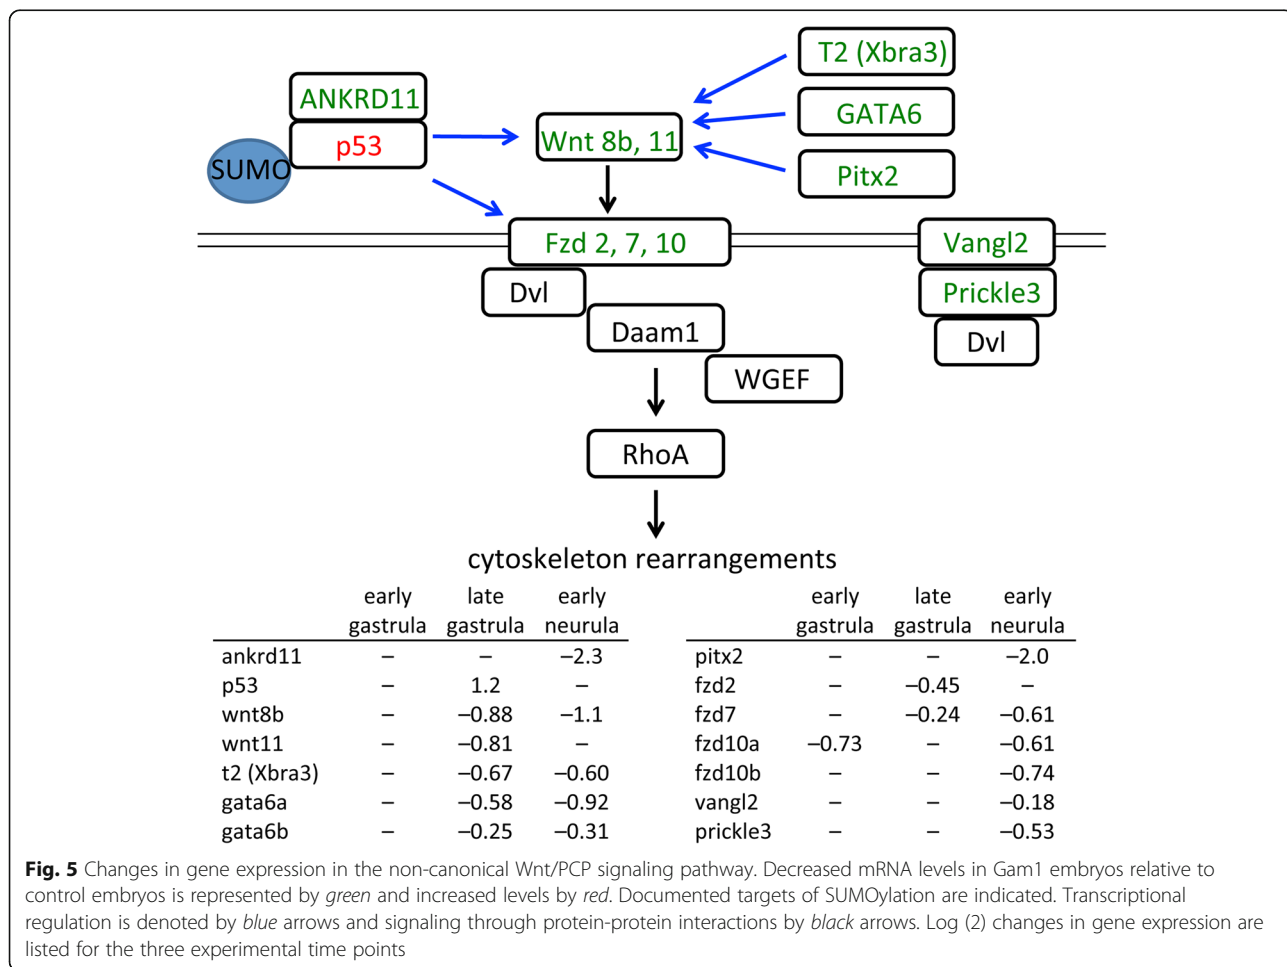 T2 (Xbra3)
ANKRD11
GATA6
p53
Wnt 8b, 11
SUMO
Pitx2
Fzd 2, 7, 10
Vangl2
Dvl
Prickle3
Daam1
Dvl
WGEF
RhoA
cytoskeleton rearrangements
early late early
gastrula gastrula neurula
ankrd11 – – –2.3
p53 – 1.2 –
wnt8b – –0.88 –1.1
wnt11 – –0.81 –
t2 (Xbra3) – –0.67 –0.60
gata6a – –0.58 –0.92
gata6b – –0.25 –0.31
early late early
gastrula gastrula neurula
pitx2 – – –2.0
fzd2 – –0.45 –
fzd7 – –0.24 –0.61
fzd10a –0.73 – –0.61
fzd10b – – –0.74
vangl2 – – –0.18
prickle3 – – –0.53
Fig. 5 Changes in gene expression in the non-canonical Wnt/PCP signaling pathway. Decreased mRNA levels in Gam1 embryos relative to
control embryos is represented by green and increased levels by red. Documented targets of SUMOylation are indicated. Transcriptional
regulation is denoted by blue arrows and signaling through protein-protein interactions by black arrows. Log (2) changes in gene expression are
listed for the three experimental time points